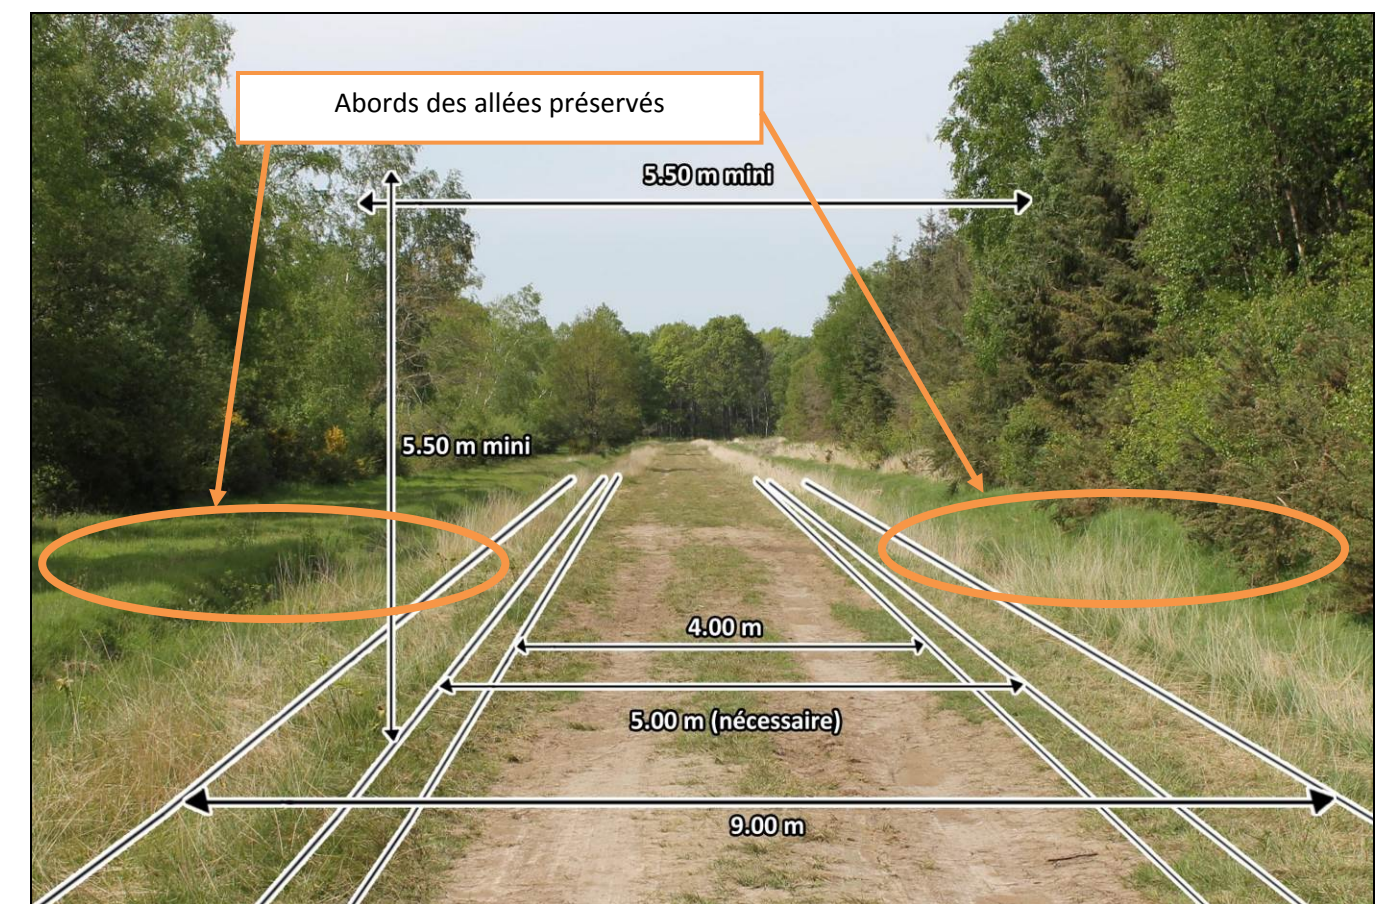 Abords des allées préservés
5.50 m mini
5.50 m mini
4.00 m
5.00 m (nécessaire)
9.00 m